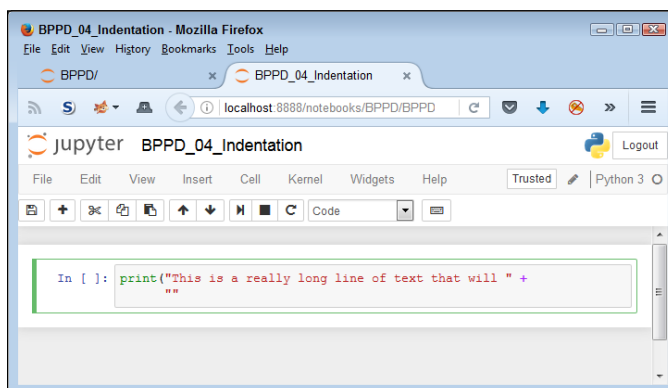 BPPD_04_Indentation - Mozilla Firefox
File Edit View History Bookmarks Tools Help
BPPD/ × BPPD_04_Indentation ×
localhost:8888/notebooks/BPPD/BPPD
jupyter BPPD_04_Indentation Logout
File Edit View Insert Cell Kernel Widgets Help Trusted Python 3
Code
In [ ]: print("This is a really long line of text that will " +
""